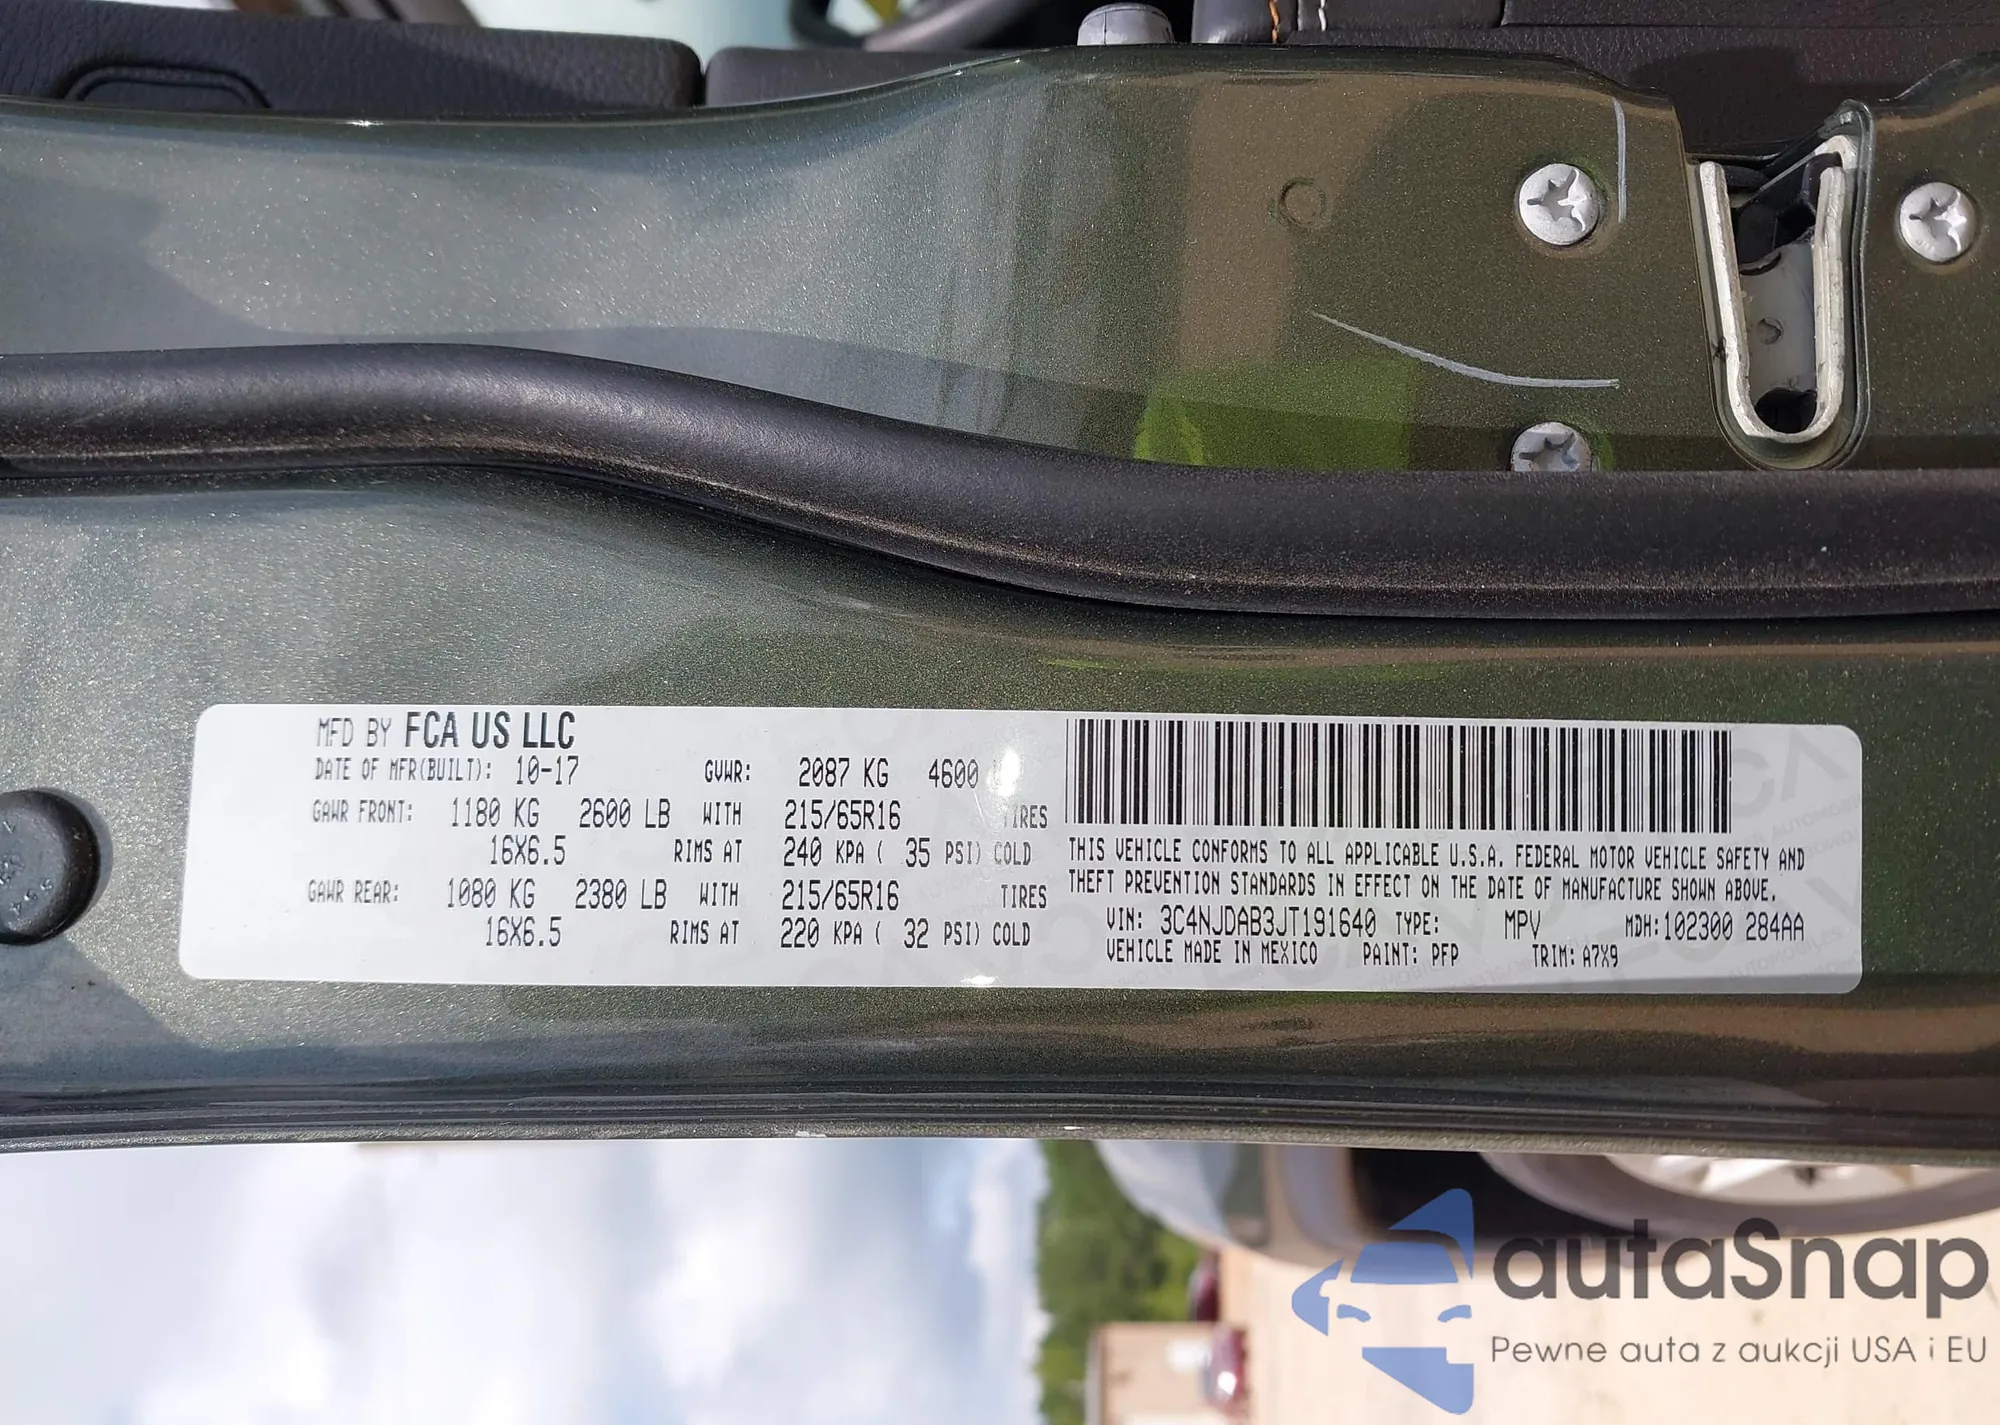 MFD BY FCA US LLC
DATE OF MFR(BUILT): 10-17 GVWR: 2087 KG 4600
GAWR FRONT: 1180 KG 2600 LB WITH 215/65R16 TIRES
16X6.5 RIMS AT 240 KPA ( 35 PSI) COLD
GAWR REAR: 1080 KG 2380 LB WITH 215/65R16 TIRES
16X6.5 RIMS AT 220 KPA ( 32 PSI) COLD
THIS VEHICLE CONFORMS TO ALL APPLICABLE U.S.A. FEDERAL MOTOR VEHICLE SAFETY AND
THEFT PREVENTION STANDARDS IN EFFECT ON THE DATE OF MANUFACTURE SHOWN ABOVE.
VIN: 3C4NJDAB3JT191640 TYPE: MPV MDH:102300 284AA
VEHICLE MADE IN MEXICO PAINT: PFP TRIM: A7X9
autaSnap
Pewne auta z aukcji USA i EU